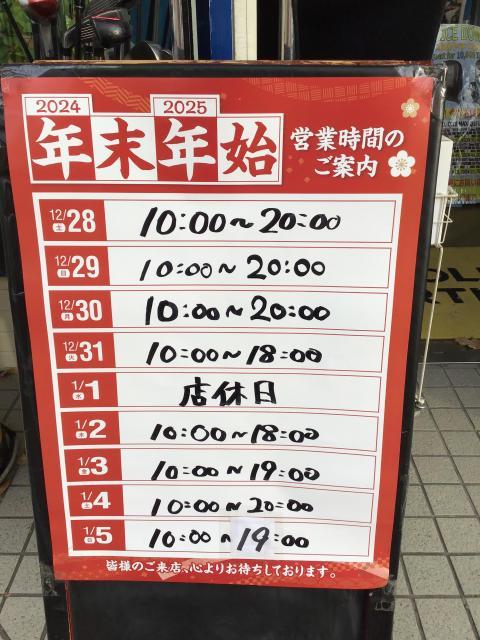 2024 2025
年末年始
営業時間の
ご案内
12/28 土 10:00~20:00
12/29 日 10:00~20:00
12/30 月 10:00~20:00
12/31 火 10:00~18:00
1/1 水 店休日
1/2 木 10:00~18:00
1/3 金 10:00~19:00
1/4 土 10:00~20:00
1/5 日 10:00~19:00
皆様のご来店、心よりお待ちしております。